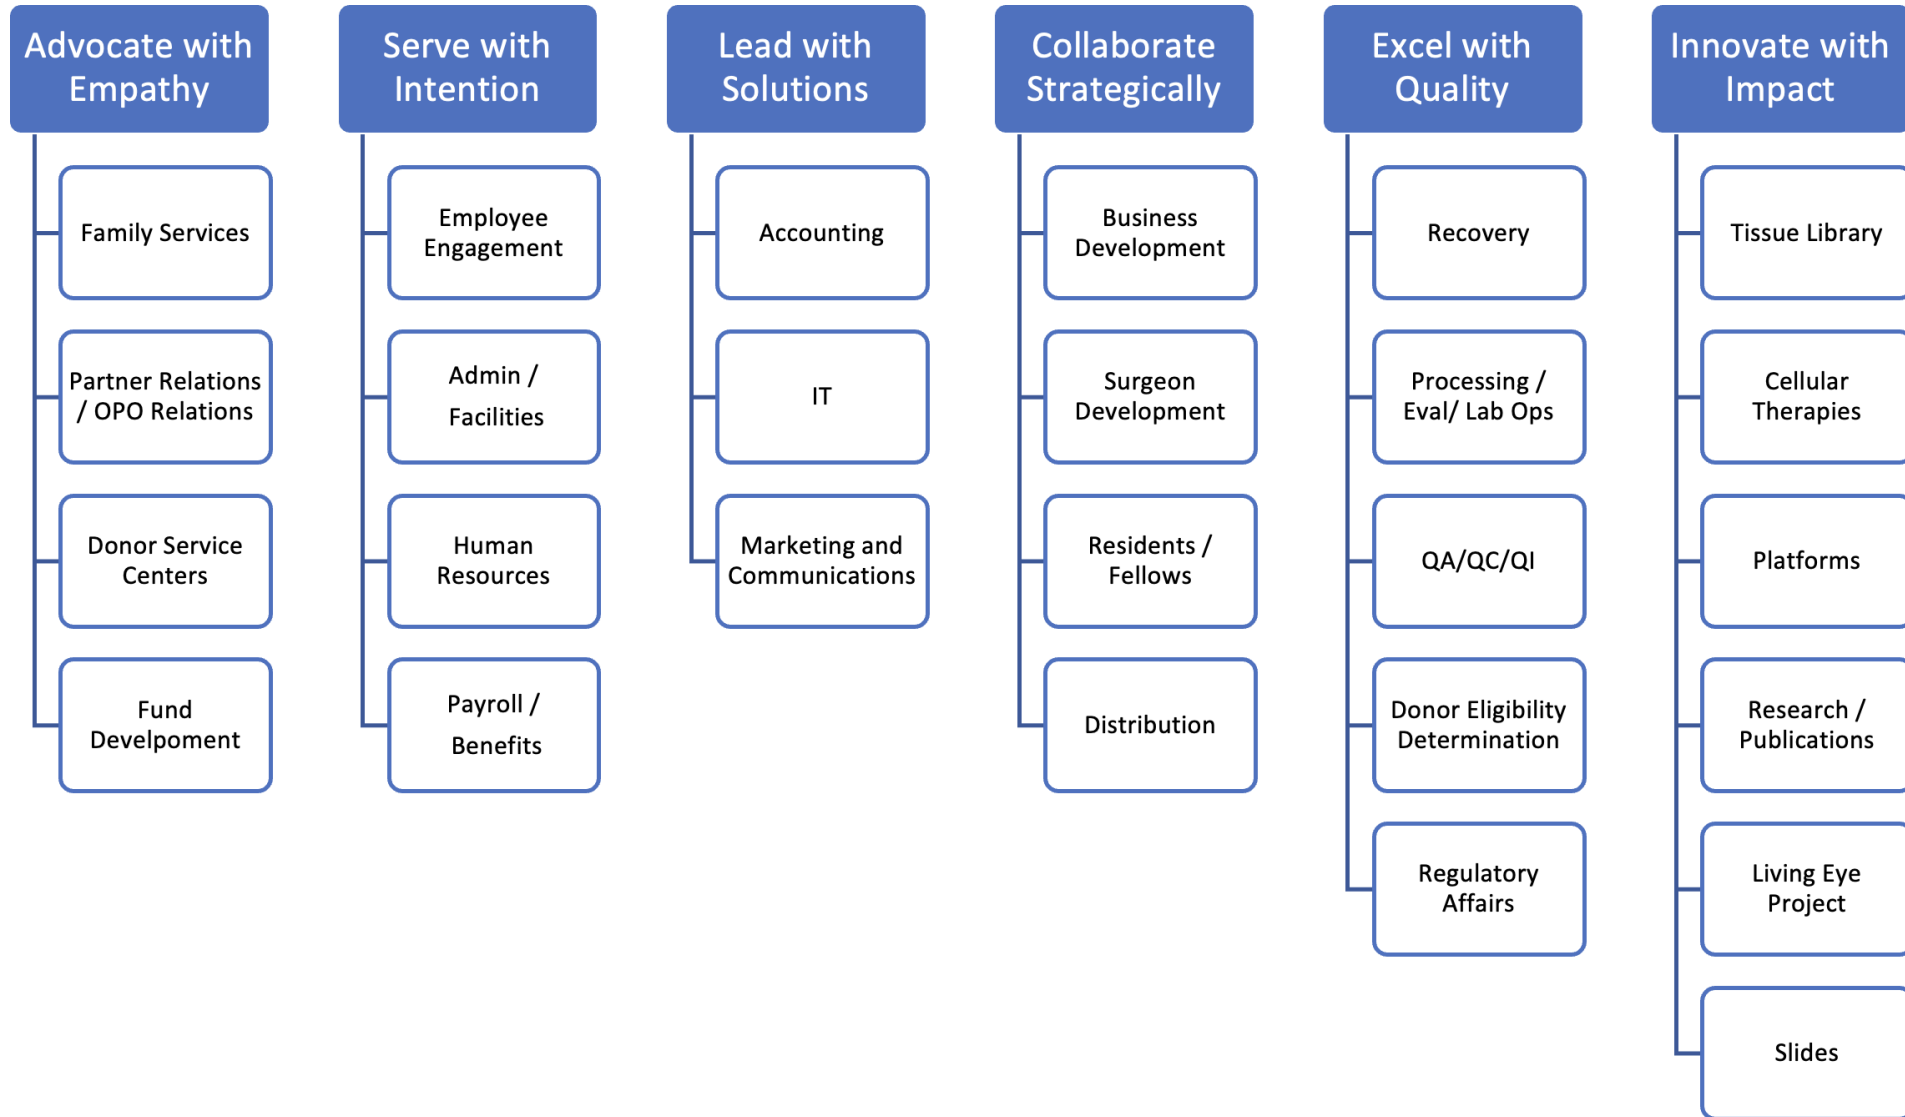 Advocate with
Empathy
Family Services
Partner Relations
/ OPO Relations
Donor Service
Centers
Fund
Develpoment
Serve with
Intention
Employee
Engagement
Admin /
Facilities
Human
Resources
Payroll /
Benefits
Lead with
Solutions
Accounting
IT
Marketing and
Communications
Collaborate
Strategically
Business
Development
Surgeon
Development
Residents /
Fellows
Distribution
Excel with
Quality
Recovery
Processing /
Eval/ Lab Ops
QA/QC/QI
Donor Eligibility
Determination
Regulatory
Affairs
Innovate with
Impact
Tissue Library
Cellular
Therapies
Platforms
Research /
Publications
Living Eye
Project
Slides